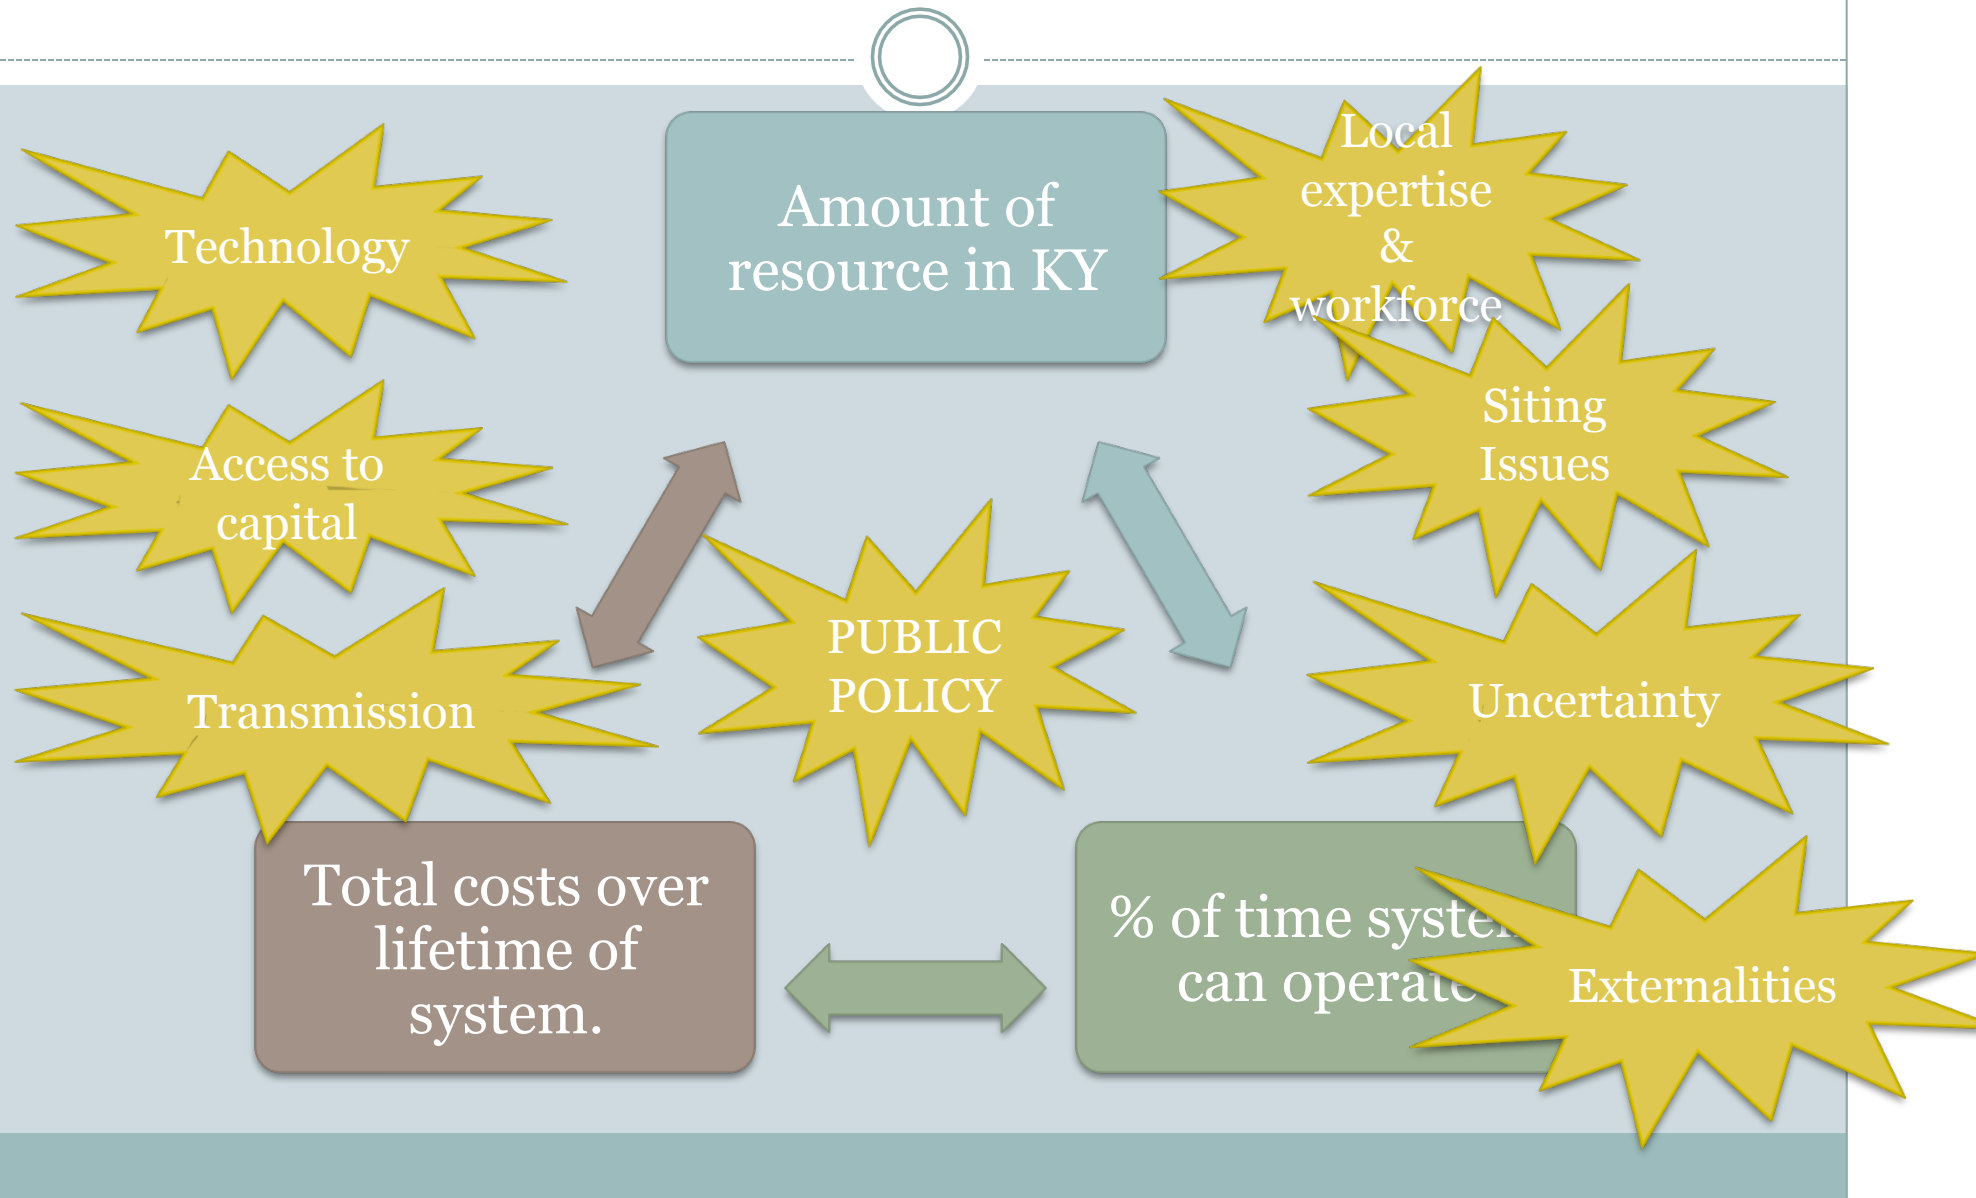 Technology
Amount of
resource in KY
Local
expertise
&
workforce
Access to
capital
Siting
Issues
PUBLIC
POLICY
Transmission
Uncertainty
Total costs over
lifetime of
system.
% of time system
can operate
Externalities